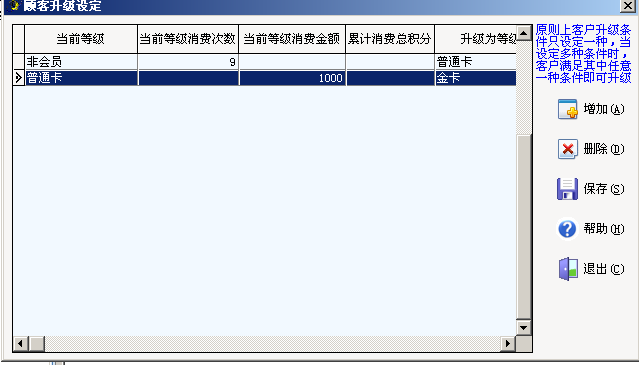 顾客升级设定
当前等级 当前等级消费次数 当前等级消费金额 累计消费总积分 升级为等级
非会员 9 普通卡
普通卡 1000 金卡
原则上客户升级条
件只设定一种，当
设定多种条件时，
客户满足其中任意
一种条件即可升级
增加(A)
删除(D)
保存(S)
帮助(H)
退出(C)